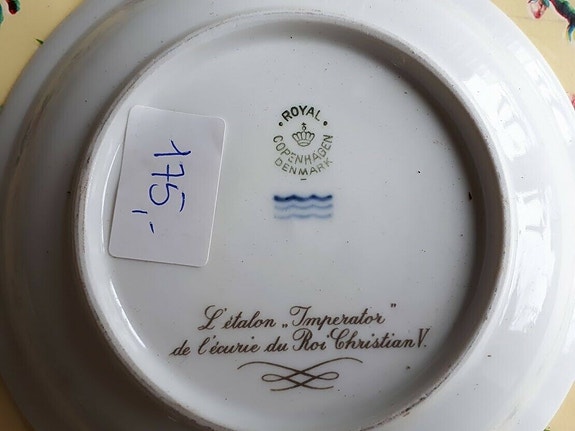 ROYAL
COPENHAGEN
DENMARK
175,-
L'étalon „Imperator"
de l'écurie du Roi Christian V.